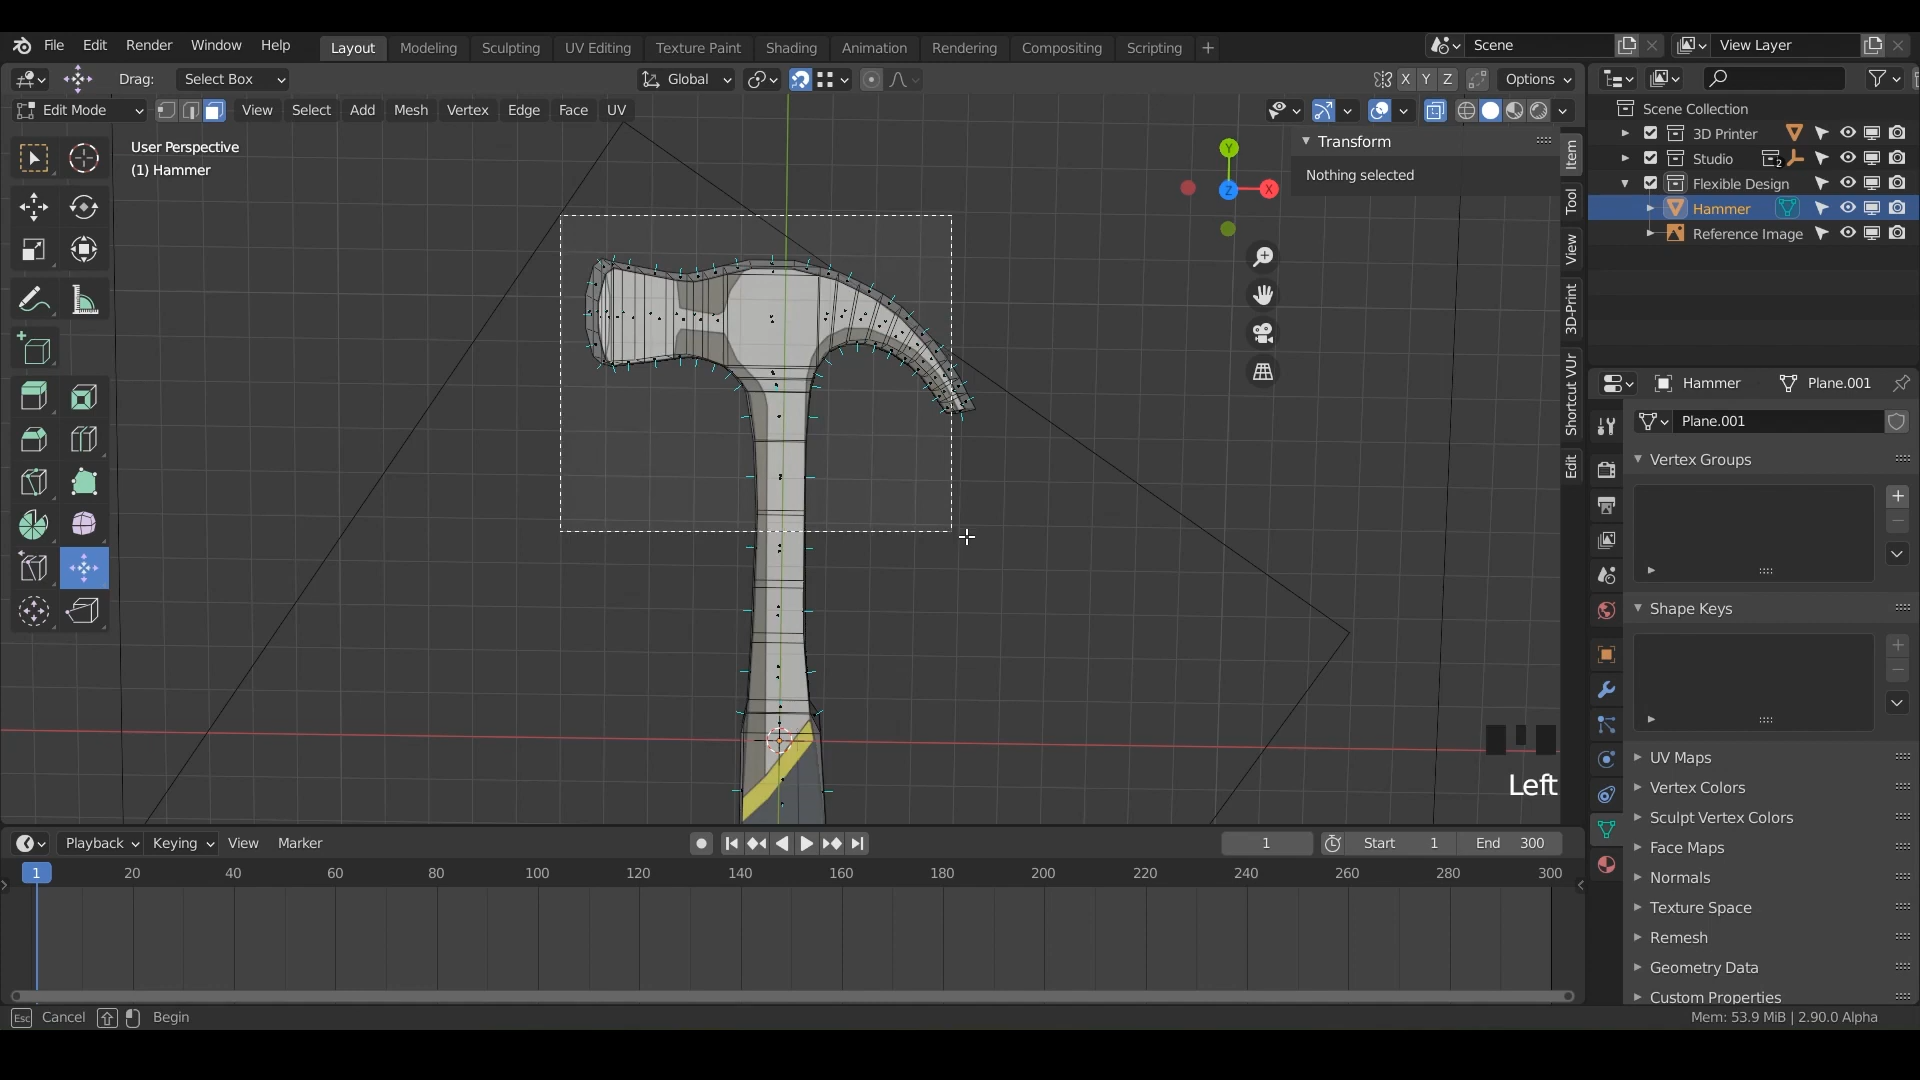 File Edit Render Window Help Layout Modeling Sculpting UV Editing Texture Paint Shading Animation Rendering Compositing Scripting + Scene View Layer
Drag: Select Box Global X Y Z Options
Edit Mode View Select Add Mesh Vertex Edge Face UV
User Perspective
(1) Hammer
Transform
Nothing selected
Y
Z
X
Item
Tool
View
3D-Print
Shortcut VUr
Edit
Scene Collection
3D Printer
Studio 2
Flexible Design
Hammer
Reference Image
Hammer Plane.001
Plane.001
Vertex Groups
Shape Keys
UV Maps
Vertex Colors
Sculpt Vertex Colors
Face Maps
Normals
Texture Space
Remesh
Geometry Data
Custom Properties
Left
Playback Keying View Marker 1 Start 1 End 300
1 20 40 60 80 100 120 140 160 180 200 220 240 260 280 300
Esc Cancel Begin Mem: 53.9 MiB | 2.90.0 Alpha